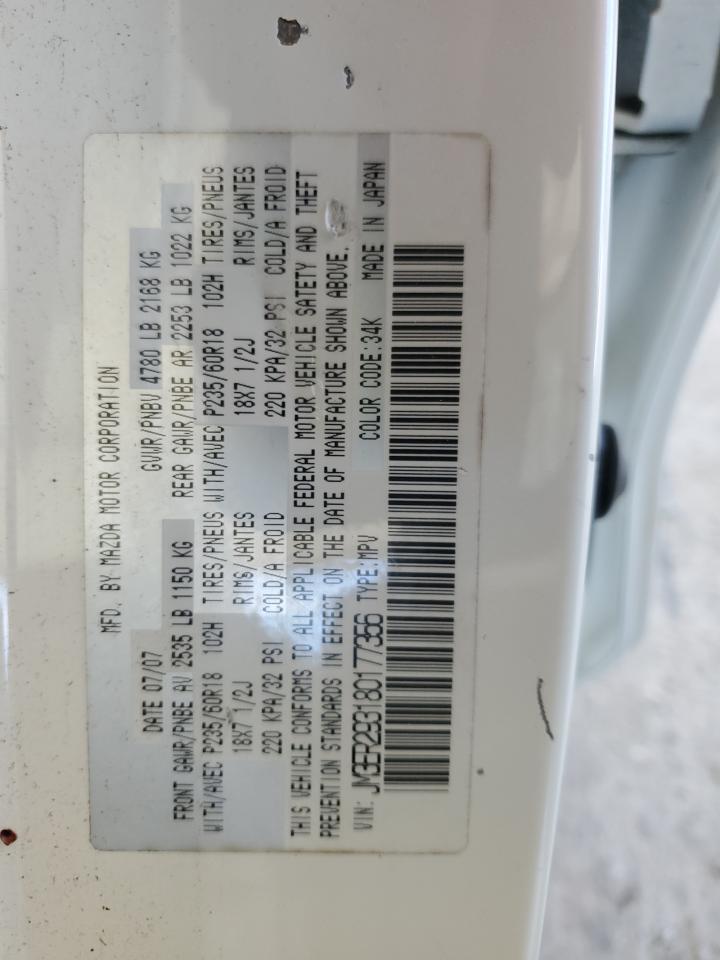 MFD. BY MAZDA MOTOR CORPORATION
DATE 07/07 GVWR/PNBV 4780 LB 2168 KG
FRONT GAWR/PNBE AV 2535 LB 1150 KG REAR GAWR/PNBE AR 2253 LB 1022 KG
WITH/AVEC P235/60R18 102H TIRES/PNEUS WITH/AVEC P235/60R18 102H TIRES/PNEUS
18X7 1/2J RIMS/JANTES 18X7 1/2J RIMS/JANTES
220 KPA/32 PSI COLD/A FROID 220 KPA/32 PSI COLD/A FROID
THIS VEHICLE CONFORMS TO ALL APPLICABLE FEDERAL MOTOR VEHICLE SATETY AND THEFT
PREVENTION STANDARDS IN EFFECT ON THE DATE OF MANUFACTURE SHOWN ABOVE.
VIN: JM3ER293180177356 TYPE:MPV COLOR CODE:34K MADE IN JAPAN